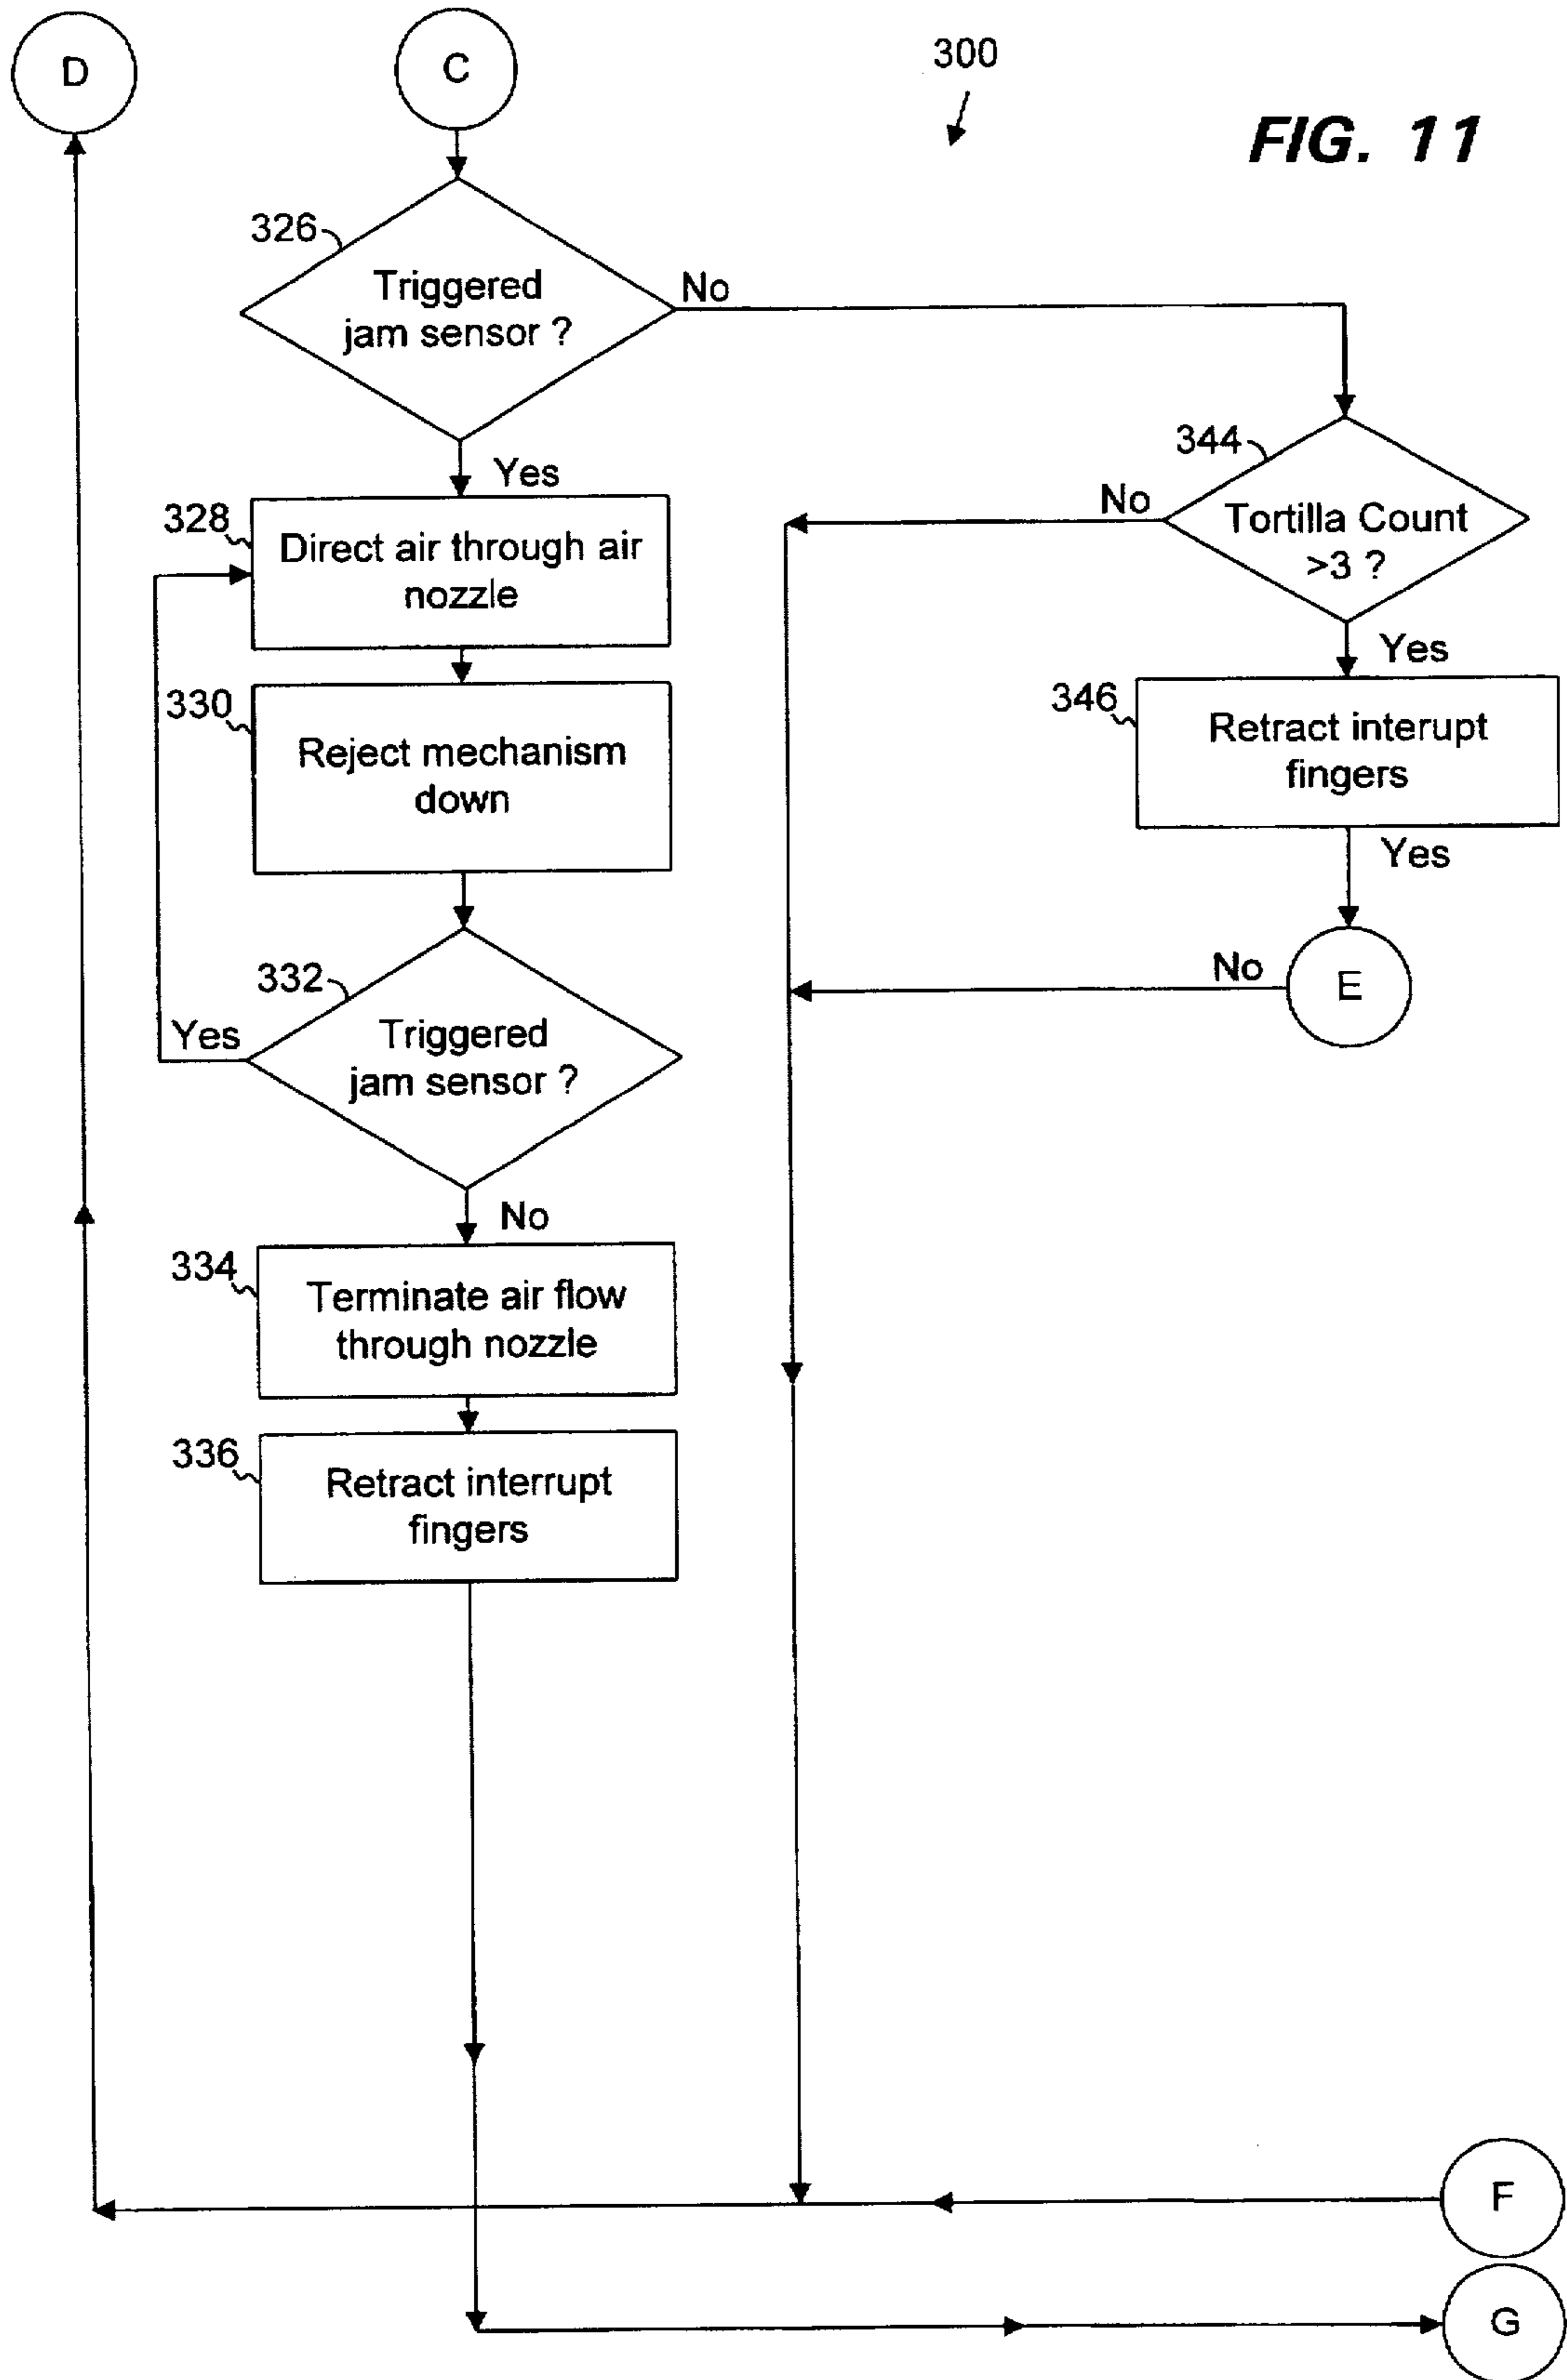 D
C
300
FIG. 11
326
Triggered
jam sensor ?
No
Yes
344
Tortilla Count
>3 ?
No
Yes
328
Direct air through air
nozzle
330
Reject mechanism
down
346
Retract interupt
fingers
Yes
E
No
332
Triggered
jam sensor ?
Yes
No
334
Terminate air flow
through nozzle
336
Retract interrupt
fingers
F
G